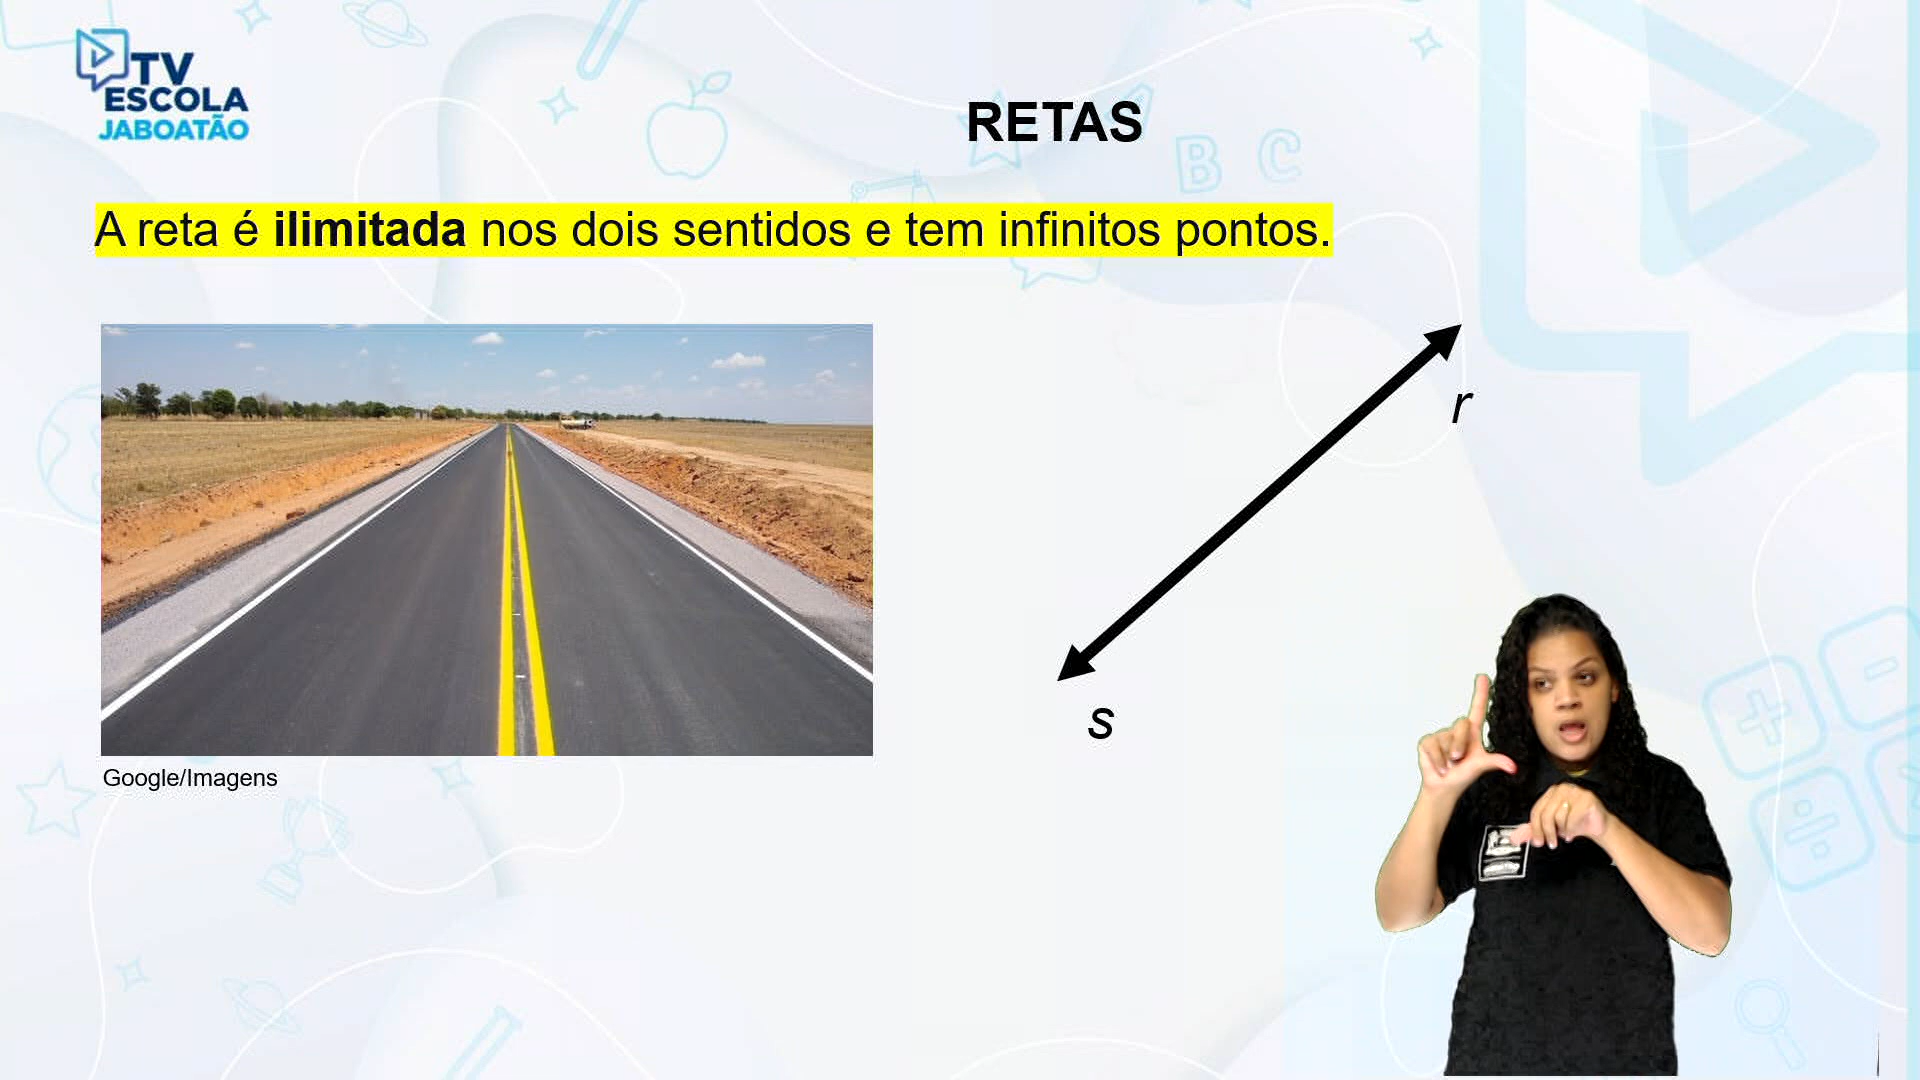 TV
ESCOLA
JABOATÃO
RETAS
B C
A reta é ilimitada nos dois sentidos e tem infinitos pontos.
r
s
Google/Imagens